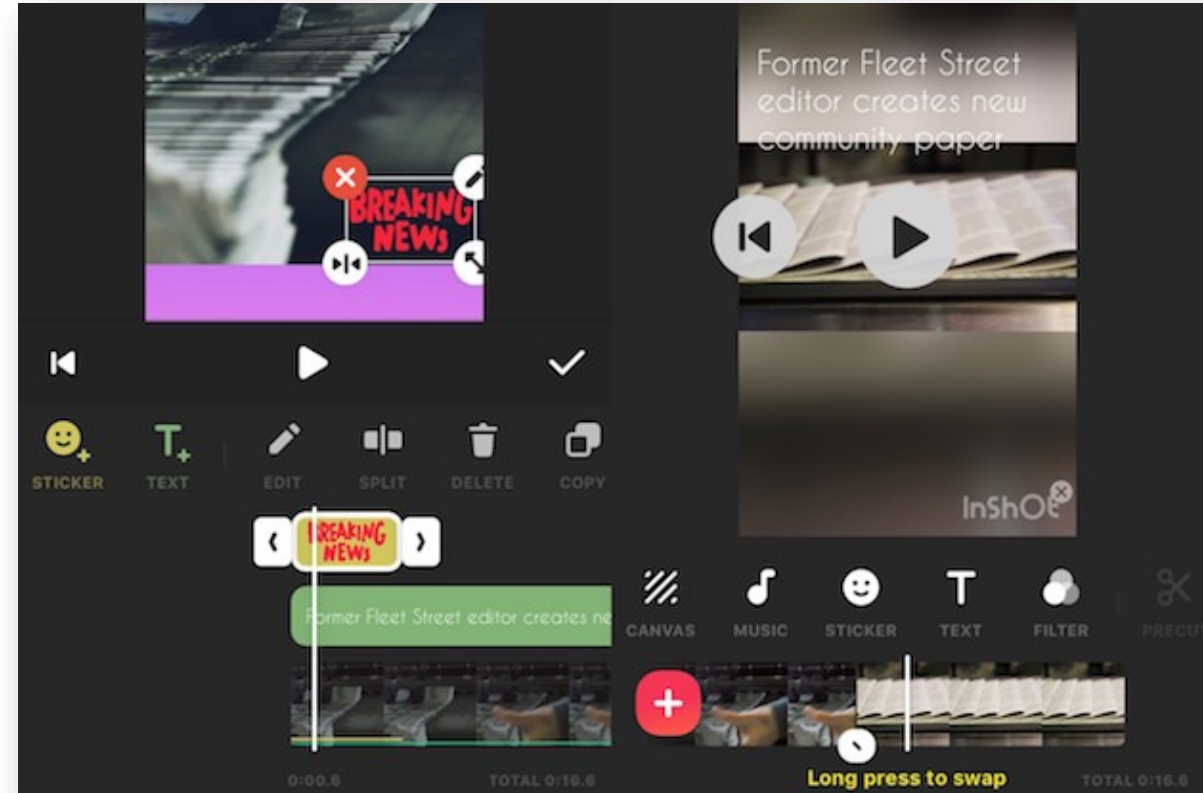 BREAKING
NEWS
STICKER
TEXT
EDIT
SPLIT
DELETE
COPY
BREAKING
NEWS
Former Fleet Street editor creates ne
0:00.6
TOTAL 0:16.6
Former Fleet Street
editor creates new
community paper
InShOt
CANVAS
MUSIC
STICKER
TEXT
FILTER
PRECU
Long press to swap
TOTAL 0:16.6